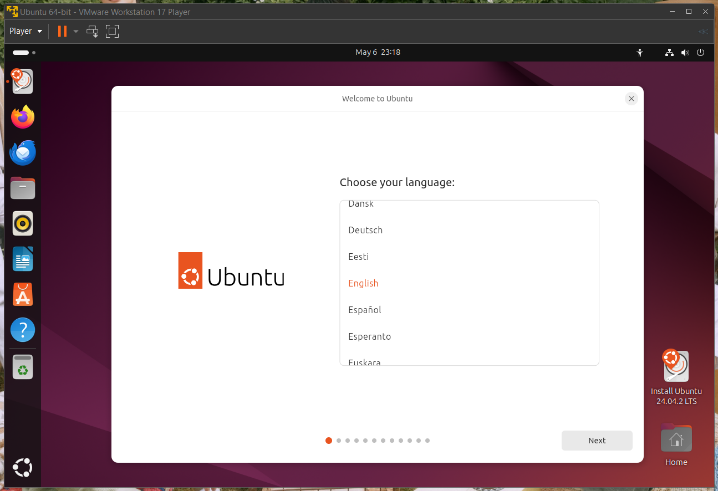 Ubuntu 64-bit - VMware Workstation 17 Player
Player
May 6 23:18
Welcome to Ubuntu
Choose your language:
Dansk
Deutsch
Eesti
English
Español
Esperanto
Euskara
Ubuntu
Next
Install Ubuntu
24.04.2 LTS
Home